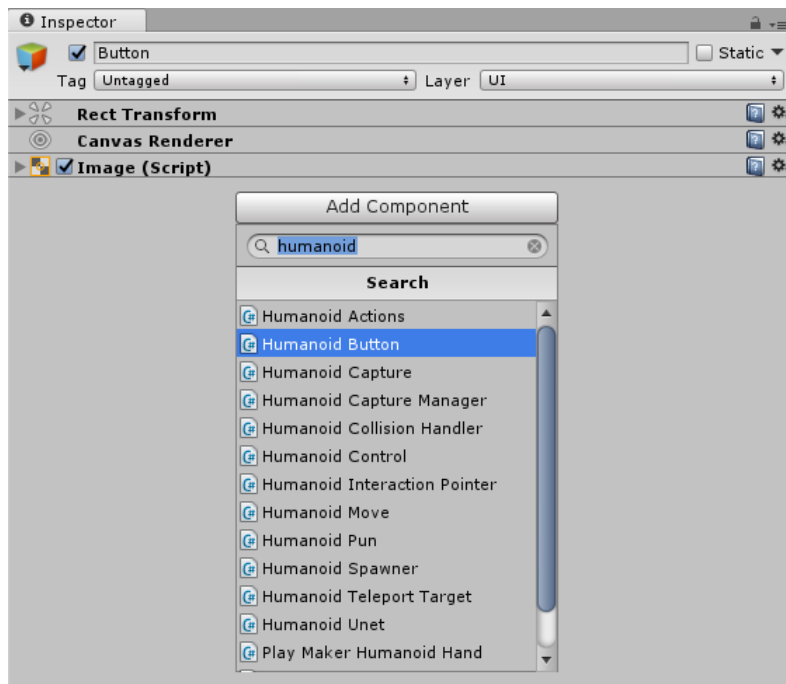 Inspector
Button Static
Tag Untagged Layer UI
Rect Transform
Canvas Renderer
Image (Script)
Add Component
humanoid
Search
Humanoid Actions
Humanoid Button
Humanoid Capture
Humanoid Capture Manager
Humanoid Collision Handler
Humanoid Control
Humanoid Interaction Pointer
Humanoid Move
Humanoid Pun
Humanoid Spawner
Humanoid Teleport Target
Humanoid Unet
Play Maker Humanoid Hand